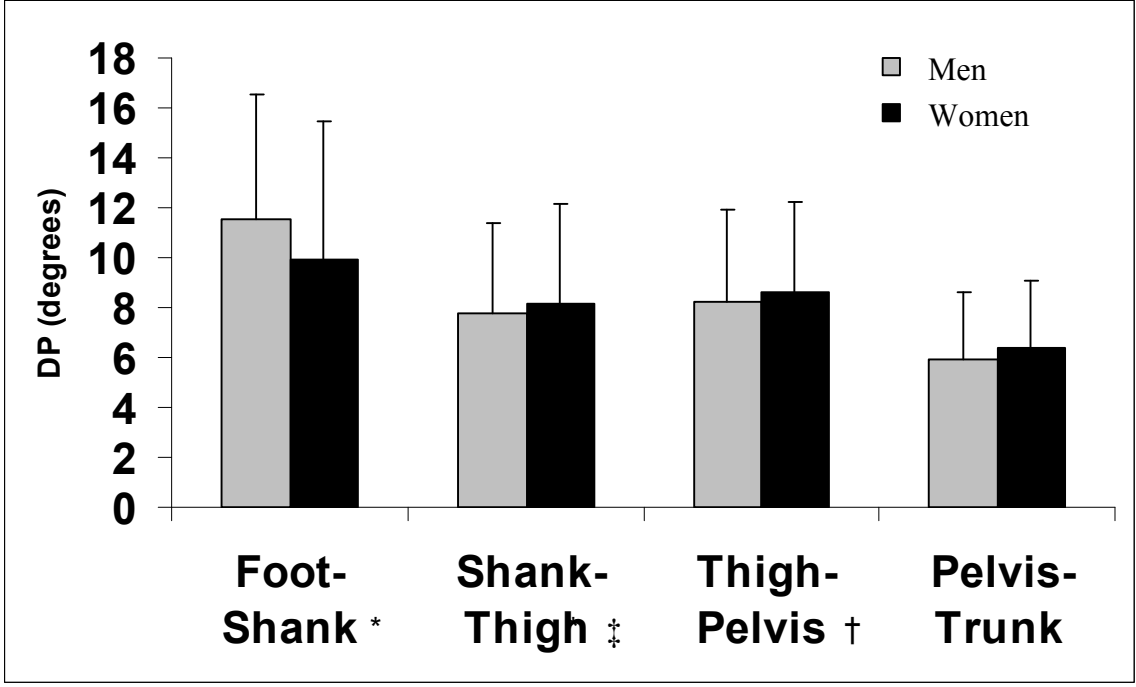 18
16
14
12
10
8
6
4
2
0
DP (degrees)
Men
Women
Foot-
Shank *
Shank-
Thigh ‡
Thigh-
Pelvis †
Pelvis-
Trunk